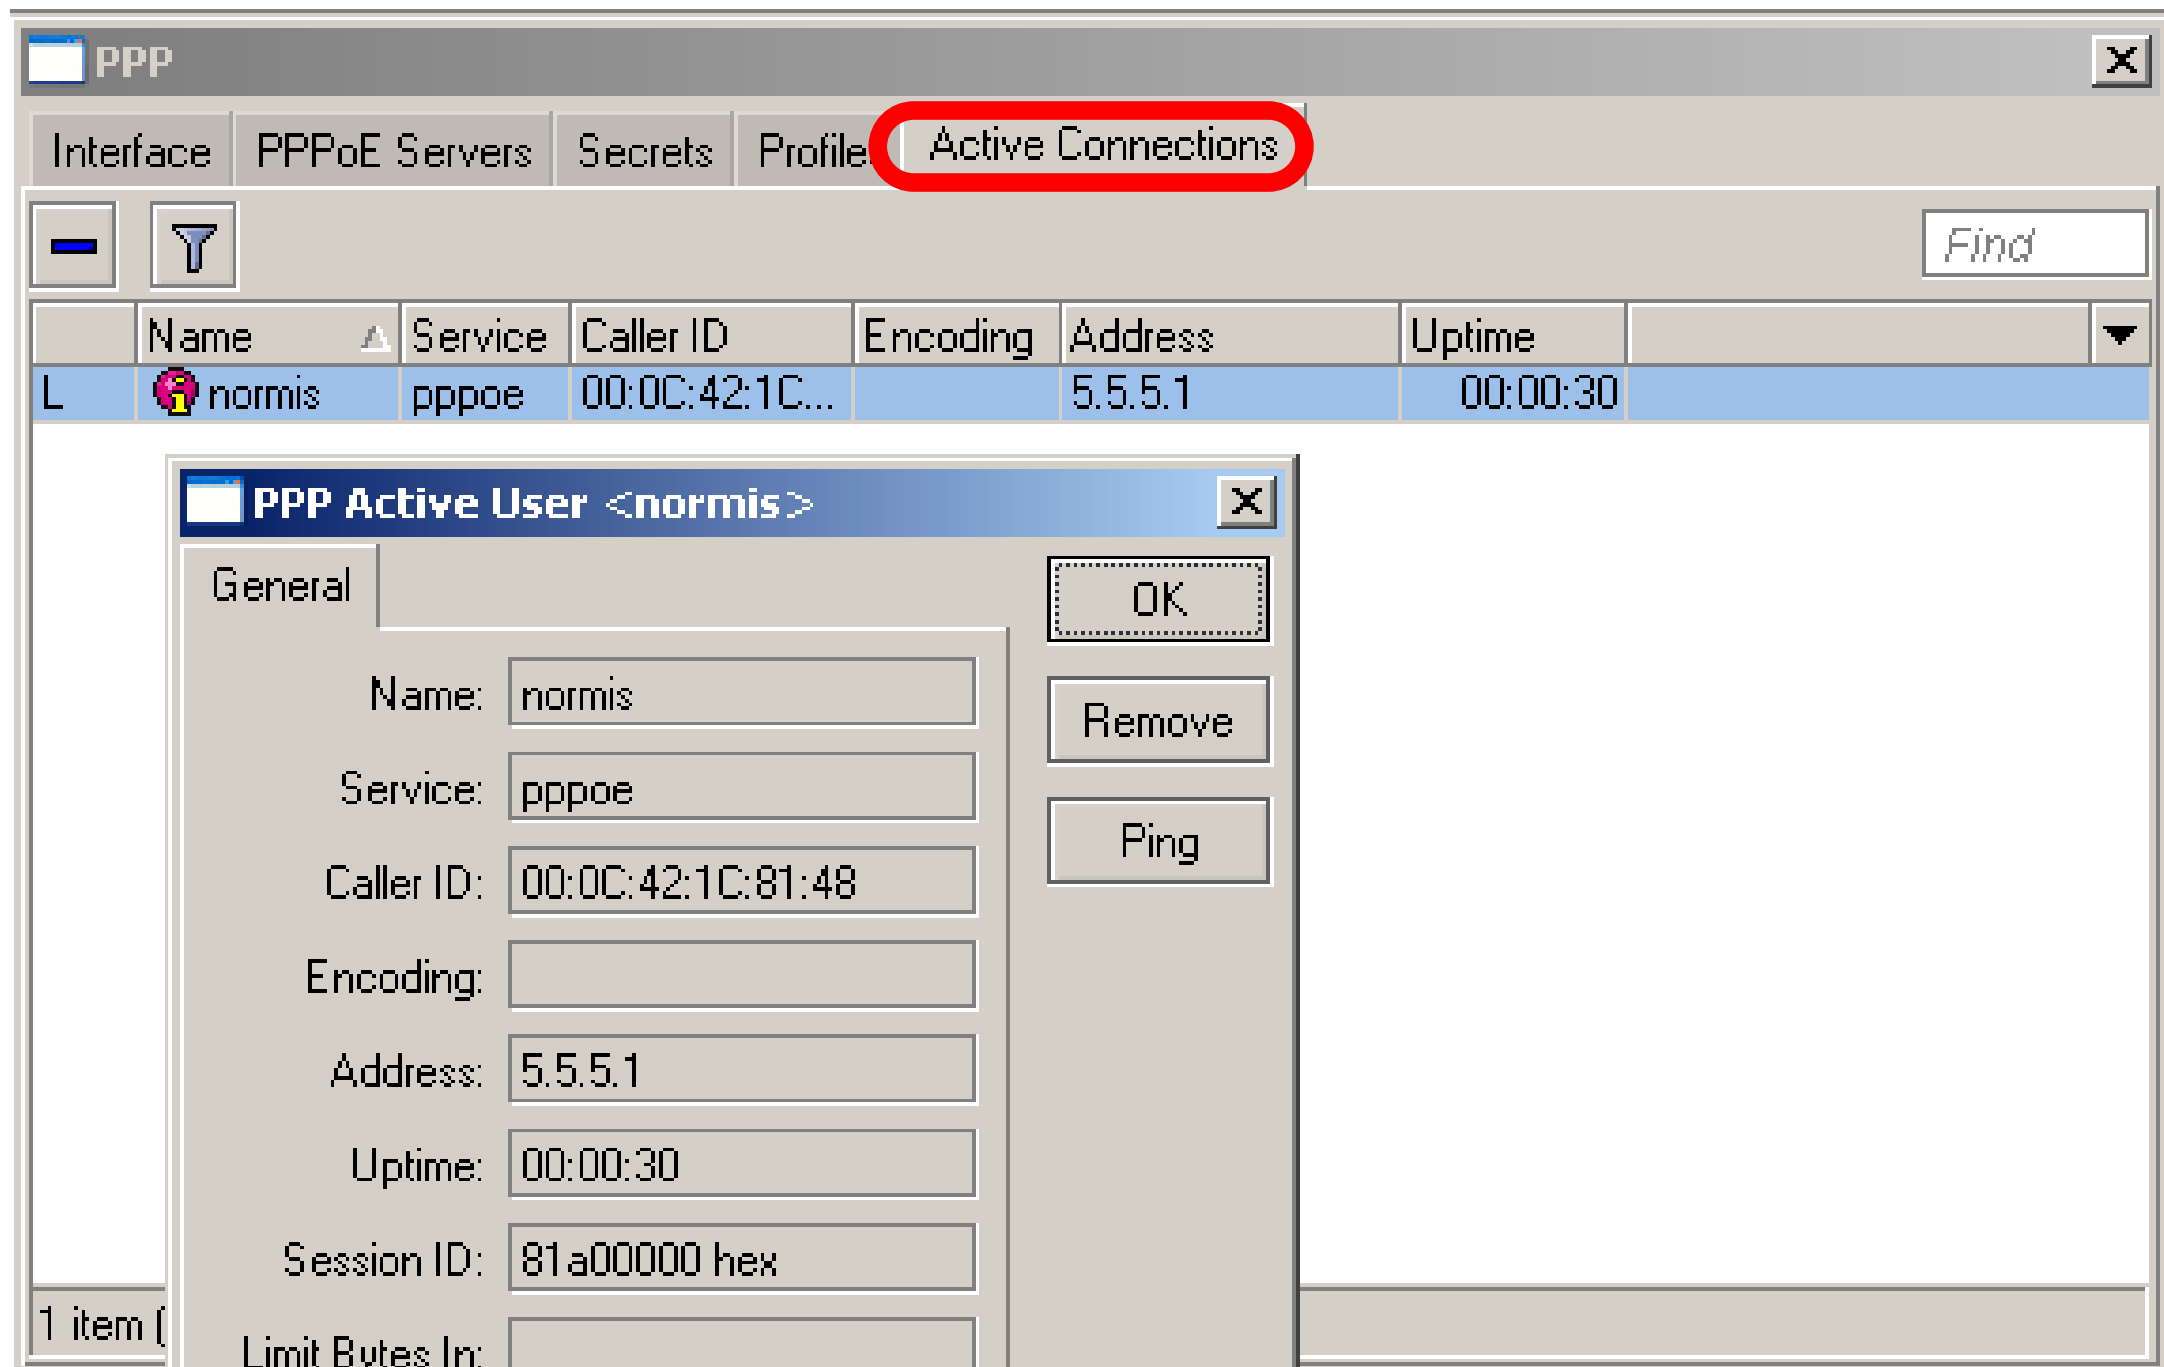 PPP
Interface PPPoE Servers Secrets Profile Active Connections
Find
Name Service Caller ID Encoding Address Uptime
L normis pppoe 00:0C:42:1C... 5.5.5.1 00:00:30
PPP Active User <normis>
General
OK
Name: normis
Remove
Service: pppoe
Ping
Caller ID: 00:0C:42:1C:81:48
Encoding:
Address: 5.5.5.1
Uptime: 00:00:30
Session ID: 81a00000 hex
1 item (
Limit Bytes In: